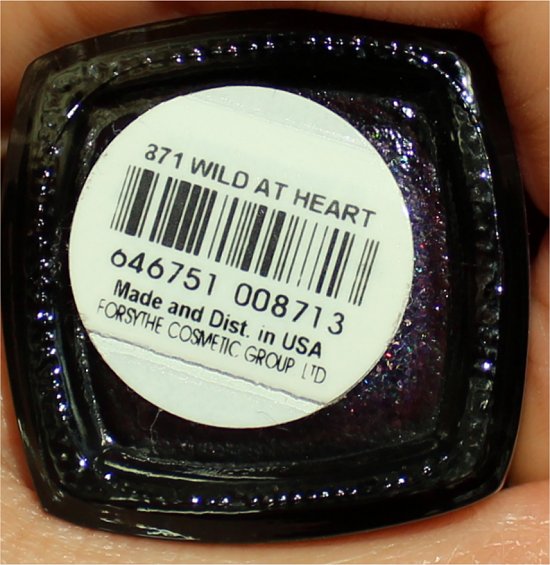 871 WILD AT HEART
646751 008713
Made and Dist. in USA
FORSYTHE COSMETIC GROUP LTD